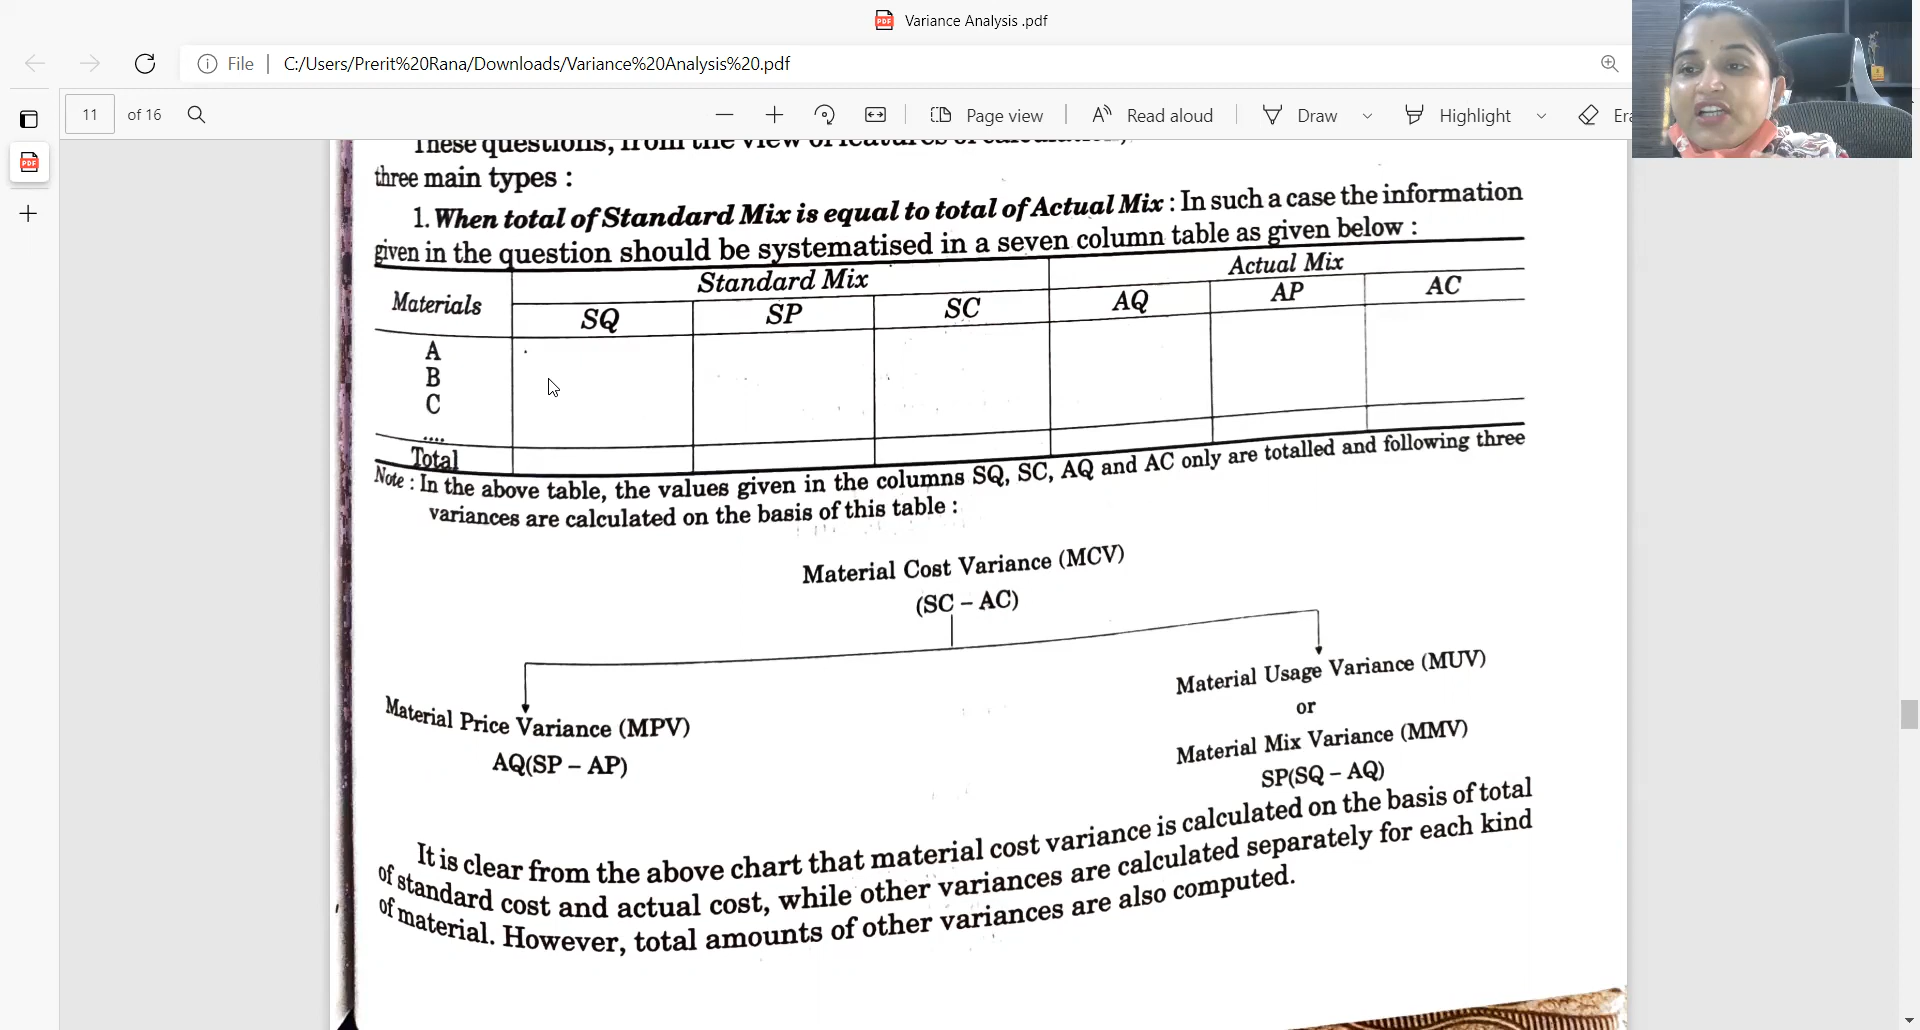 Variance Analysis .pdf
File
C:/Users/Prerit%20Rana/Downloads/Variance%20Analysis%20.pdf
11 of 16
Page view
Read aloud
Draw
Highlight
These questions, from the view of features of
three main types :
1. When total of Standard Mix is equal to total of Actual Mix : In such a case the information
given in the question should be systematised in a seven column table as given below :
Materials Standard Mix Actual Mix
SQ SP SC AQ AP AC
A
B
C
....
Total
Note : In the above table, the values given in the columns SQ, SC, AQ and AC only are totalled and following three
variances are calculated on the basis of this table :
Material Cost Variance (MCV)
(SC – AC)
Material Price Variance (MPV)
AQ(SP – AP)
Material Usage Variance (MUV)
or
Material Mix Variance (MMV)
SP(SQ – AQ)
It is clear from the above chart that material cost variance is calculated on the basis of total
of standard cost and actual cost, while other variances are calculated separately for each kind
of material. However, total amounts of other variances are also computed.